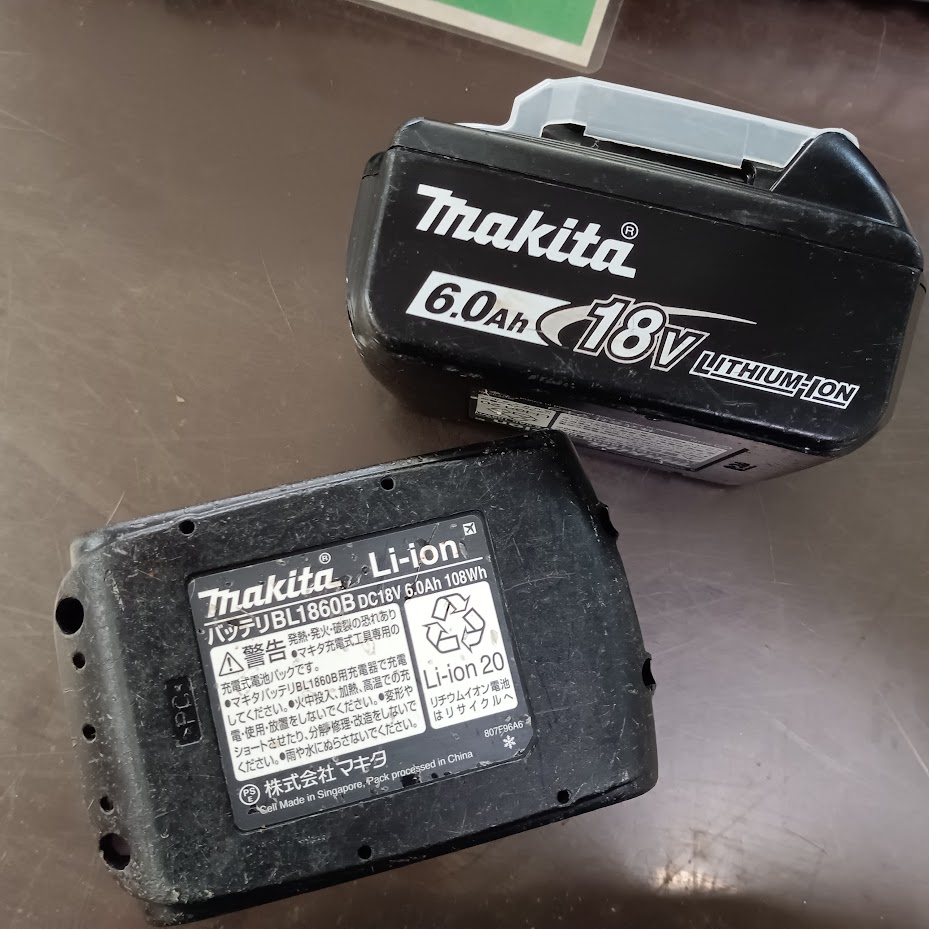 makita®
6.0Ah 18V LITHIUM-ION
makita® Li-ion
バッテリBL1860B DC18V 6.0Ah 108Wh
警告 発熱・発火・破裂の恐れあり
●マキタ充電式工具専用の
充電式電池パックです。
●マキタバッテリBL1860B用充電器で充電
してください。●火中投入、加熱、高温での充
電・使用・放置をしないでください。●変形や
ショートさせたり、分解・修理・改造をしないで
ください。●雨や水にぬらさないでください。
Li-ion 20
リチウムイオン電池
はリサイクルへ
807F96A6
*
PS
E 株式会社 マキタ
Cell Made in Singapore, Pack processed in China
>PC<